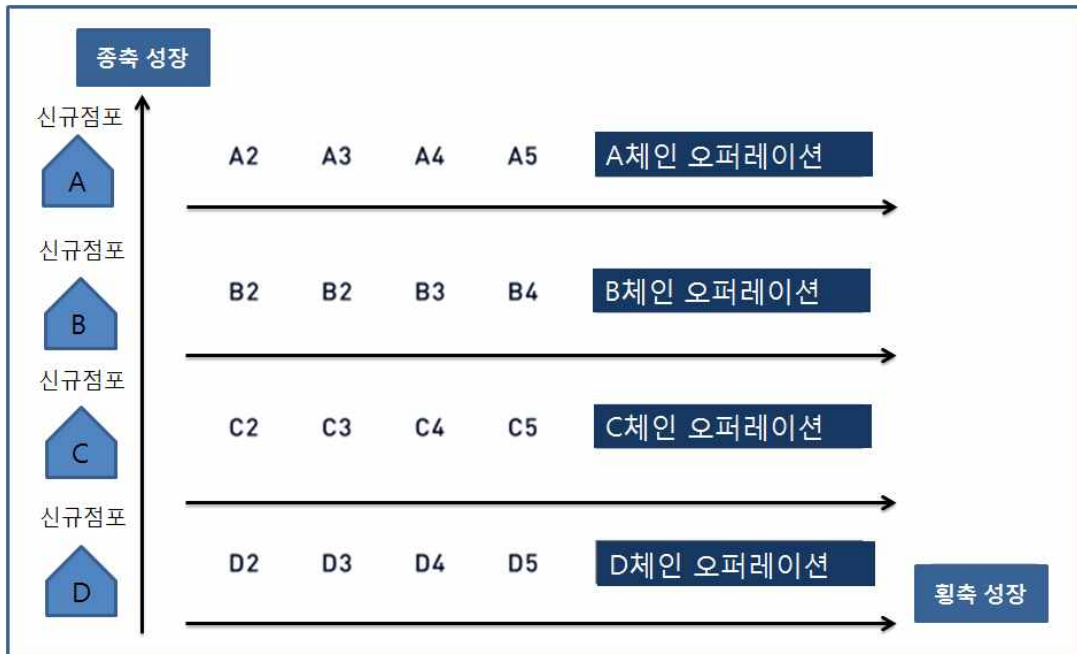 종축 성장
신규점포
A
A2 A3 A4 A5 A체인 오퍼레이션
신규점포
B
B2 B2 B3 B4 B체인 오퍼레이션
신규점포
C
C2 C3 C4 C5 C체인 오퍼레이션
신규점포
D
D2 D3 D4 D5 D체인 오퍼레이션
횡축 성장